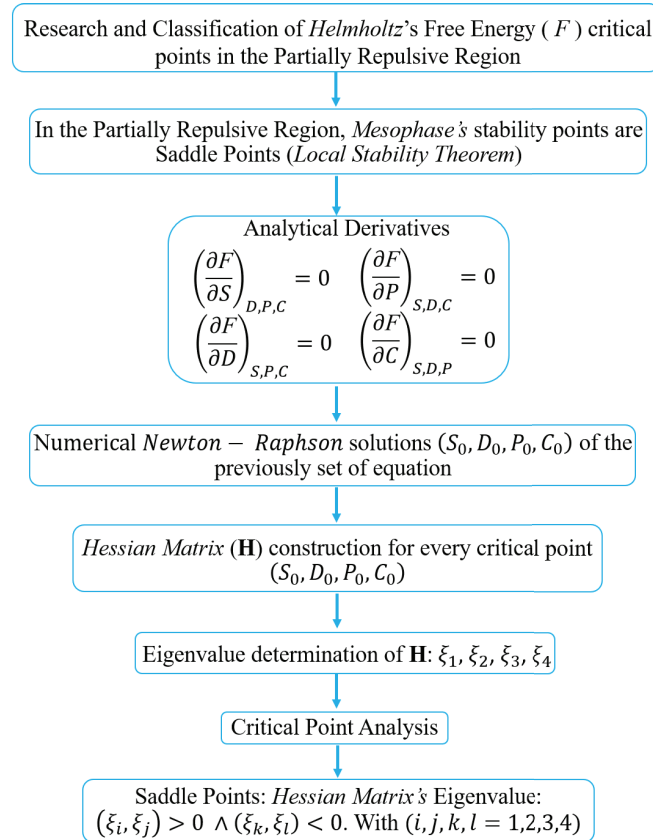 Research and Classification of Helmholtz's Free Energy ( F ) critical
points in the Partially Repulsive Region
In the Partially Repulsive Region, Mesophase's stability points are
Saddle Points (Local Stability Theorem)
Analytical Derivatives
(∂F/∂S)_{D,P,C} = 0 (∂F/∂P)_{S,D,C} = 0
(∂F/∂D)_{S,P,C} = 0 (∂F/∂C)_{S,D,P} = 0
Numerical Newton − Raphson solutions (S₀, D₀, P₀, C₀) of the
previously set of equation
Hessian Matrix (H) construction for every critical point
(S₀, D₀, P₀, C₀)
Eigenvalue determination of H: ξ₁, ξ₂, ξ₃, ξ₄
Critical Point Analysis
Saddle Points: Hessian Matrix's Eigenvalue:
(ξᵢ, ξⱼ) > 0 ∧ (ξₖ, ξₗ) < 0. With (i, j, k, l = 1,2,3,4)